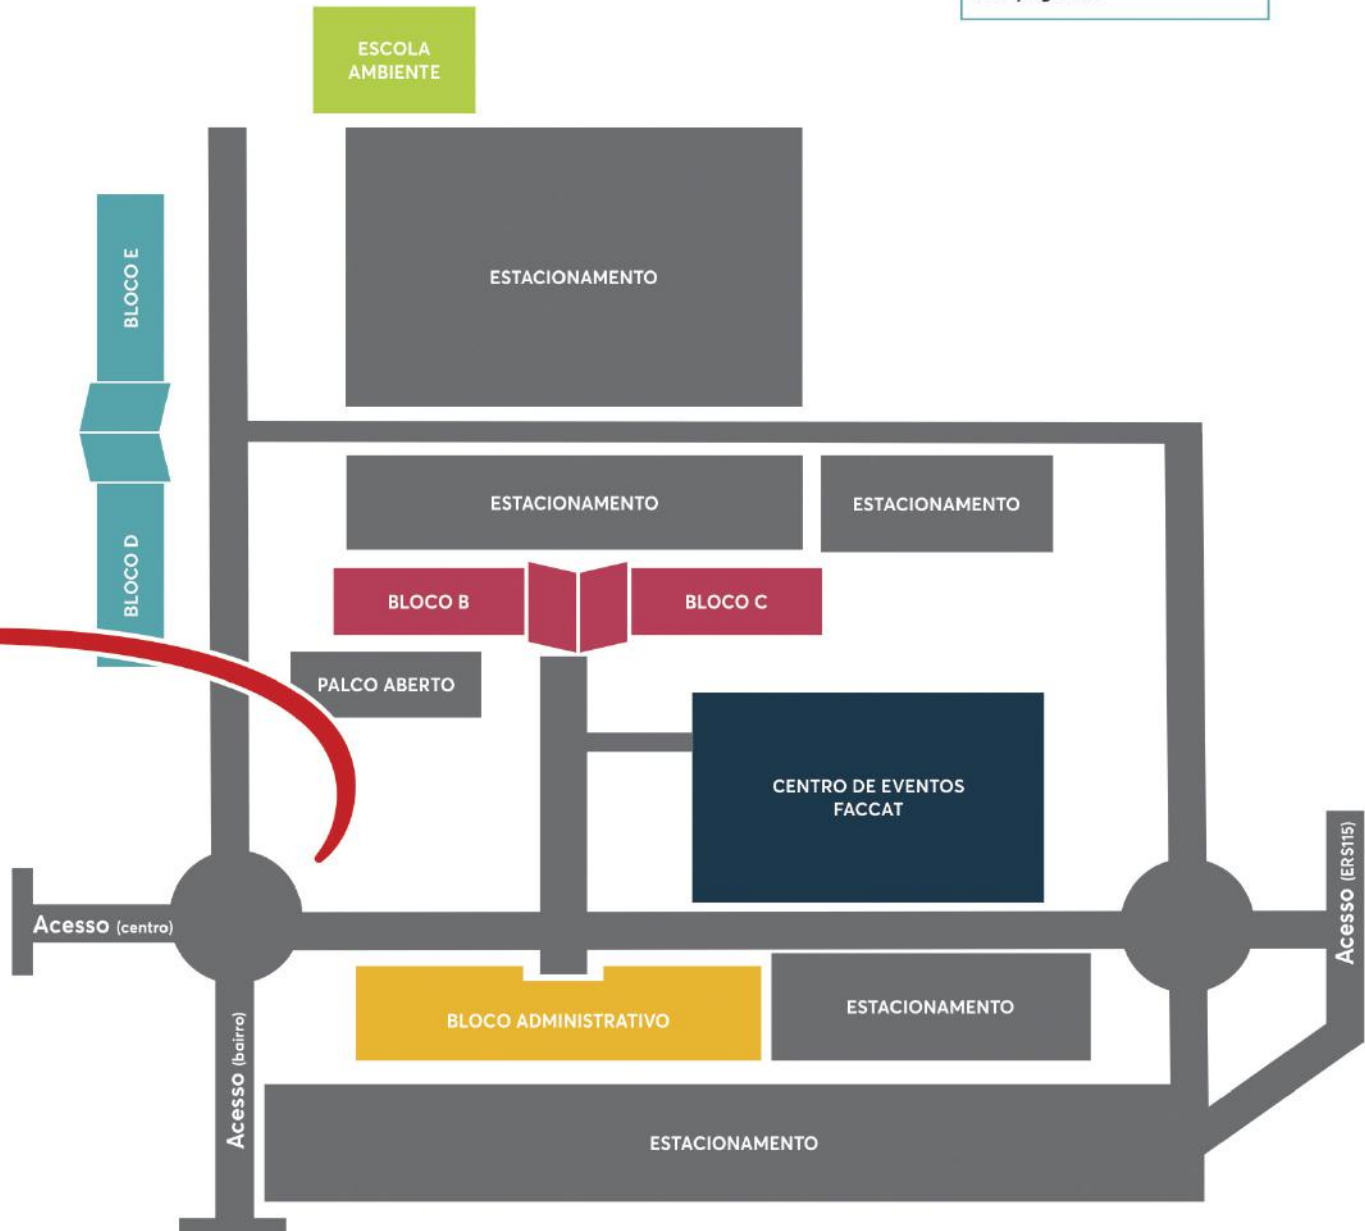 ESCOLA
AMBIENTE
ESTACIONAMENTO
BLOCO E
ESTACIONAMENTO
ESTACIONAMENTO
BLOCO D
BLOCO B
BLOCO C
PALCO ABERTO
CENTRO DE EVENTOS
FACCAT
Acesso (centro)
Acesso (ERS115)
BLOCO ADMINISTRATIVO
ESTACIONAMENTO
Acesso (bairro)
ESTACIONAMENTO